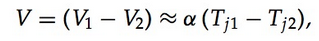 V = (V₁ − V₂) ≈ α (Tⱼ₁ − Tⱼ₂),